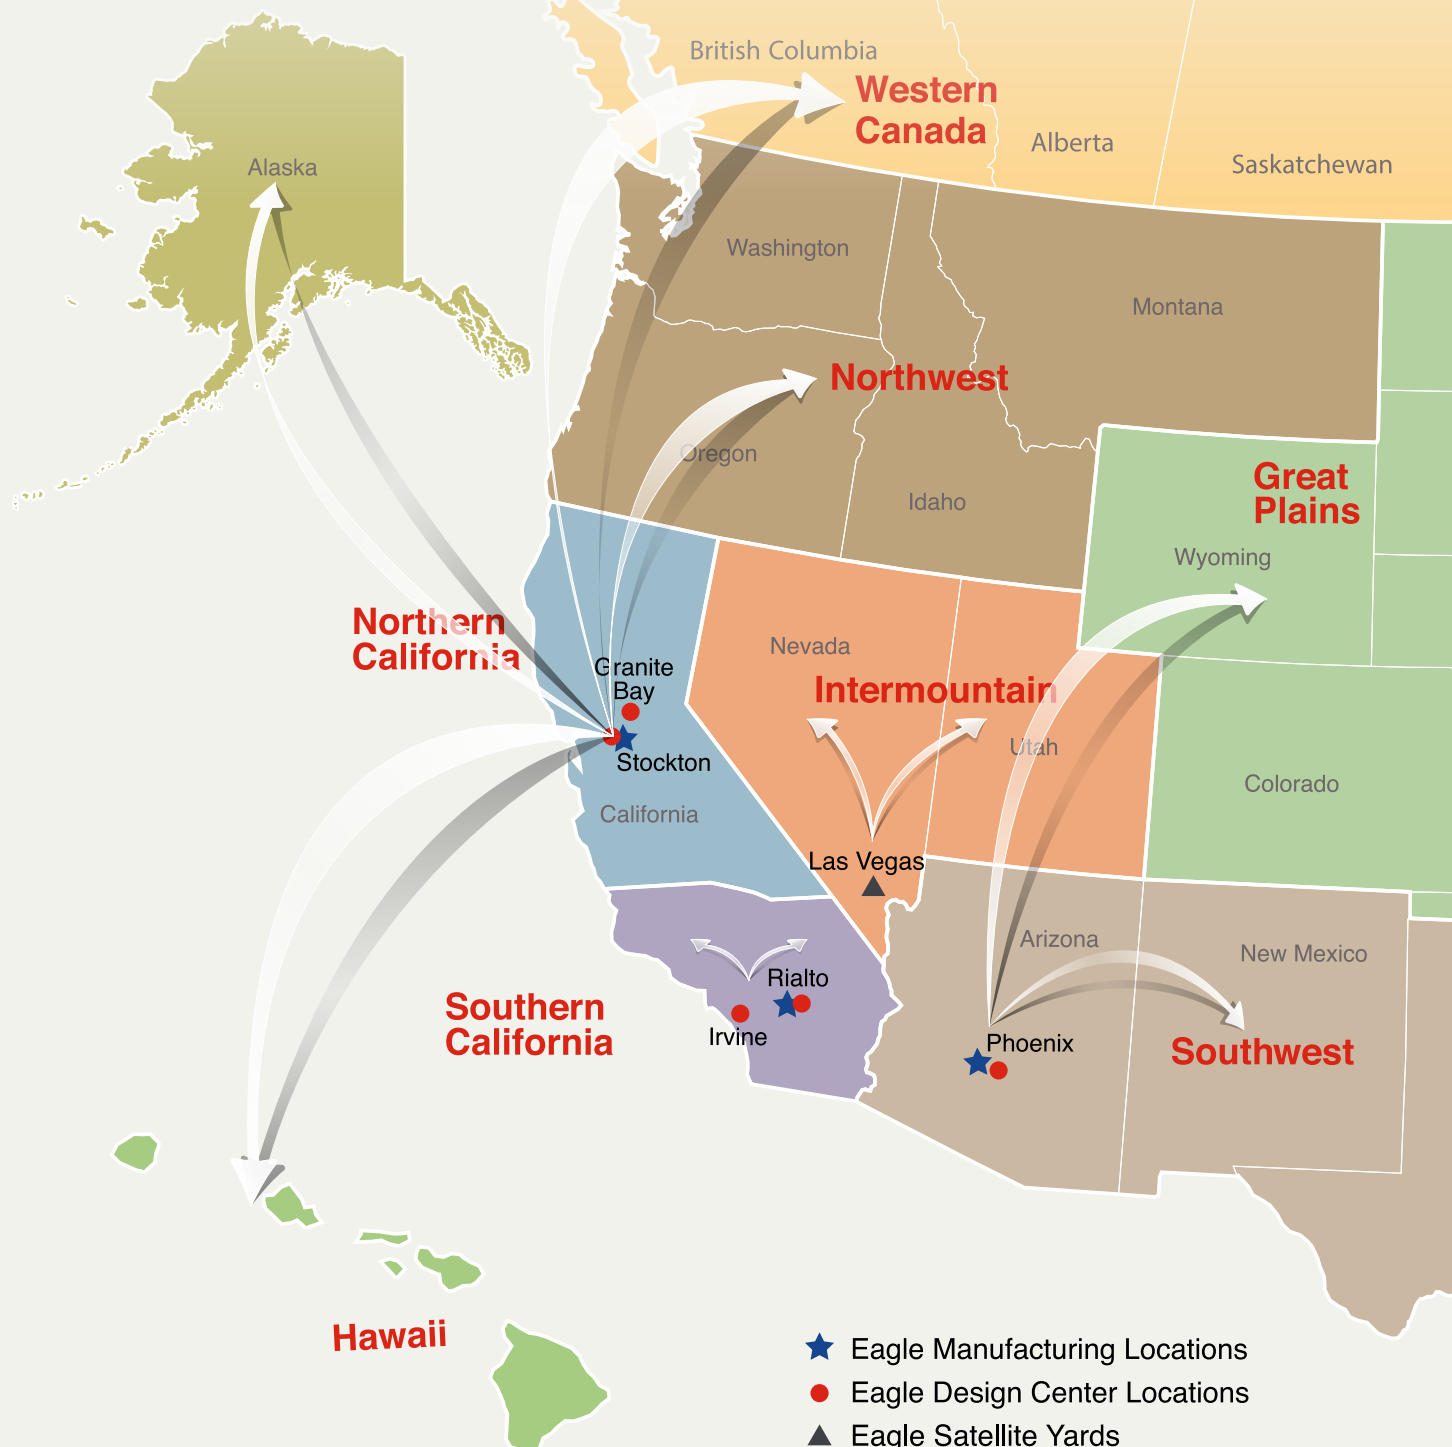 British Columbia
Western
Canada
Alberta
Saskatchewan
Alaska
Washington
Montana
Northwest
Oregon
Idaho
Great
Plains
Wyoming
Northern
California
Granite
Bay
Stockton
California
Nevada
Intermountain
Utah
Colorado
Las Vegas
Arizona
New Mexico
Rialto
Irvine
Southern
California
Phoenix
Southwest
Hawaii
Eagle Manufacturing Locations
Eagle Design Center Locations
Eagle Satellite Yards